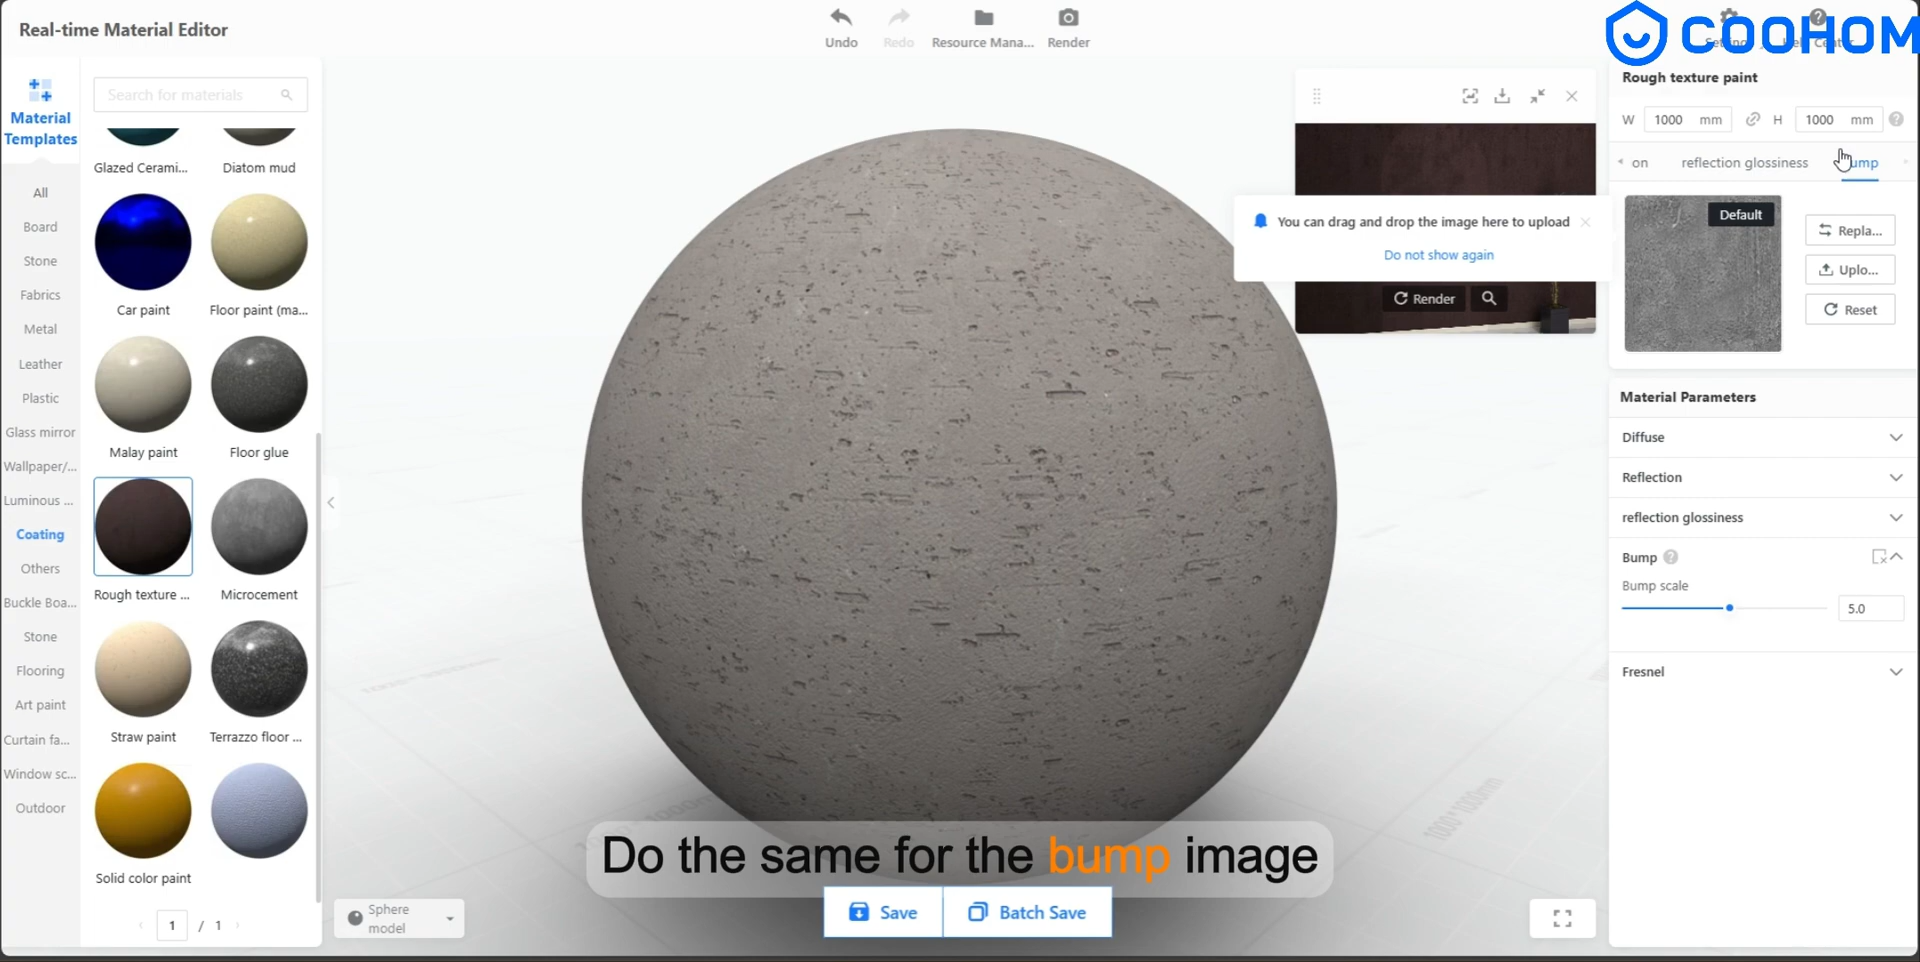 Real-time Material Editor
Undo
Redo
Resource Mana...
Render
COOHOM
Material
Templates
All
Board
Stone
Fabrics
Metal
Leather
Plastic
Glass mirror
Wallpaper/...
Luminous ...
Coating
Others
Buckle Boa...
Stone
Flooring
Art paint
Curtain fa...
Window sc...
Outdoor
Search for materials
Glazed Cerami...
Diatom mud
Car paint
Floor paint (ma...
Malay paint
Floor glue
Rough texture ...
Microcement
Straw paint
Terrazzo floor ...
Solid color paint
1 / 1
Sphere
model
You can drag and drop the image here to upload
Do not show again
Render
1000*1000mm
Do the same for the bump image
Save
Batch Save
Rough texture paint
W 1000 mm H 1000 mm
on
reflection glossiness
Default
Repla...
Uplo...
Reset
Material Parameters
Diffuse
Reflection
reflection glossiness
Bump
Bump scale
5.0
Fresnel